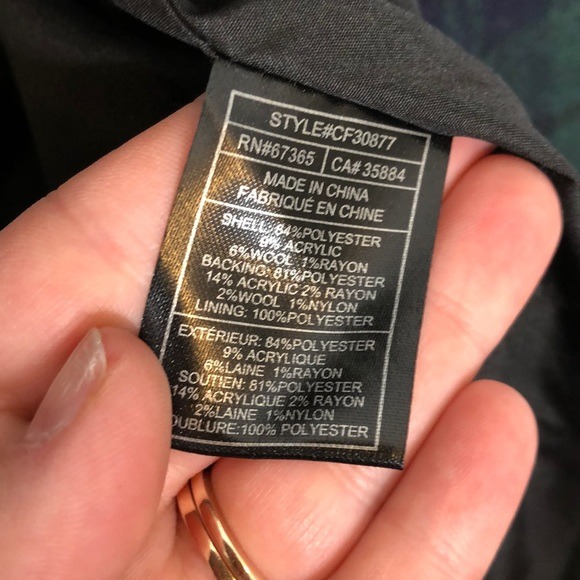 STYLE#CF30877
RN#67365 CA# 35884
MADE IN CHINA
FABRIQUÉ EN CHINE
SHELL: 84%POLYESTER
9% ACRYLIC
6%WOOL 1%RAYON
BACKING: 81%POLYESTER
14% ACRYLIC 2% RAYON
2%WOOL 1%NYLON
LINING: 100%POLYESTER
EXTÉRIEUR: 84%POLYESTER
9% ACRYLIQUE
6%LAINE 1%RAYON
SOUTIEN: 81%POLYESTER
14% ACRYLIQUE 2% RAYON
2%LAINE 1%NYLON
OUBLURE:100% POLYESTER